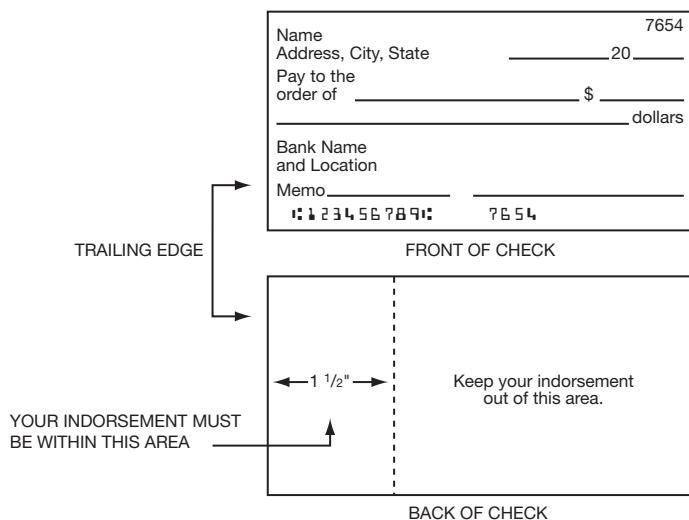 7654
Name
Address, City, State 20
Pay to the
order of $
dollars
Bank Name
and Location
Memo
⑆123456789⑆ 7654
TRAILING EDGE
FRONT OF CHECK
1 1/2"
Keep your indorsement
out of this area.
YOUR INDORSEMENT MUST
BE WITHIN THIS AREA
BACK OF CHECK